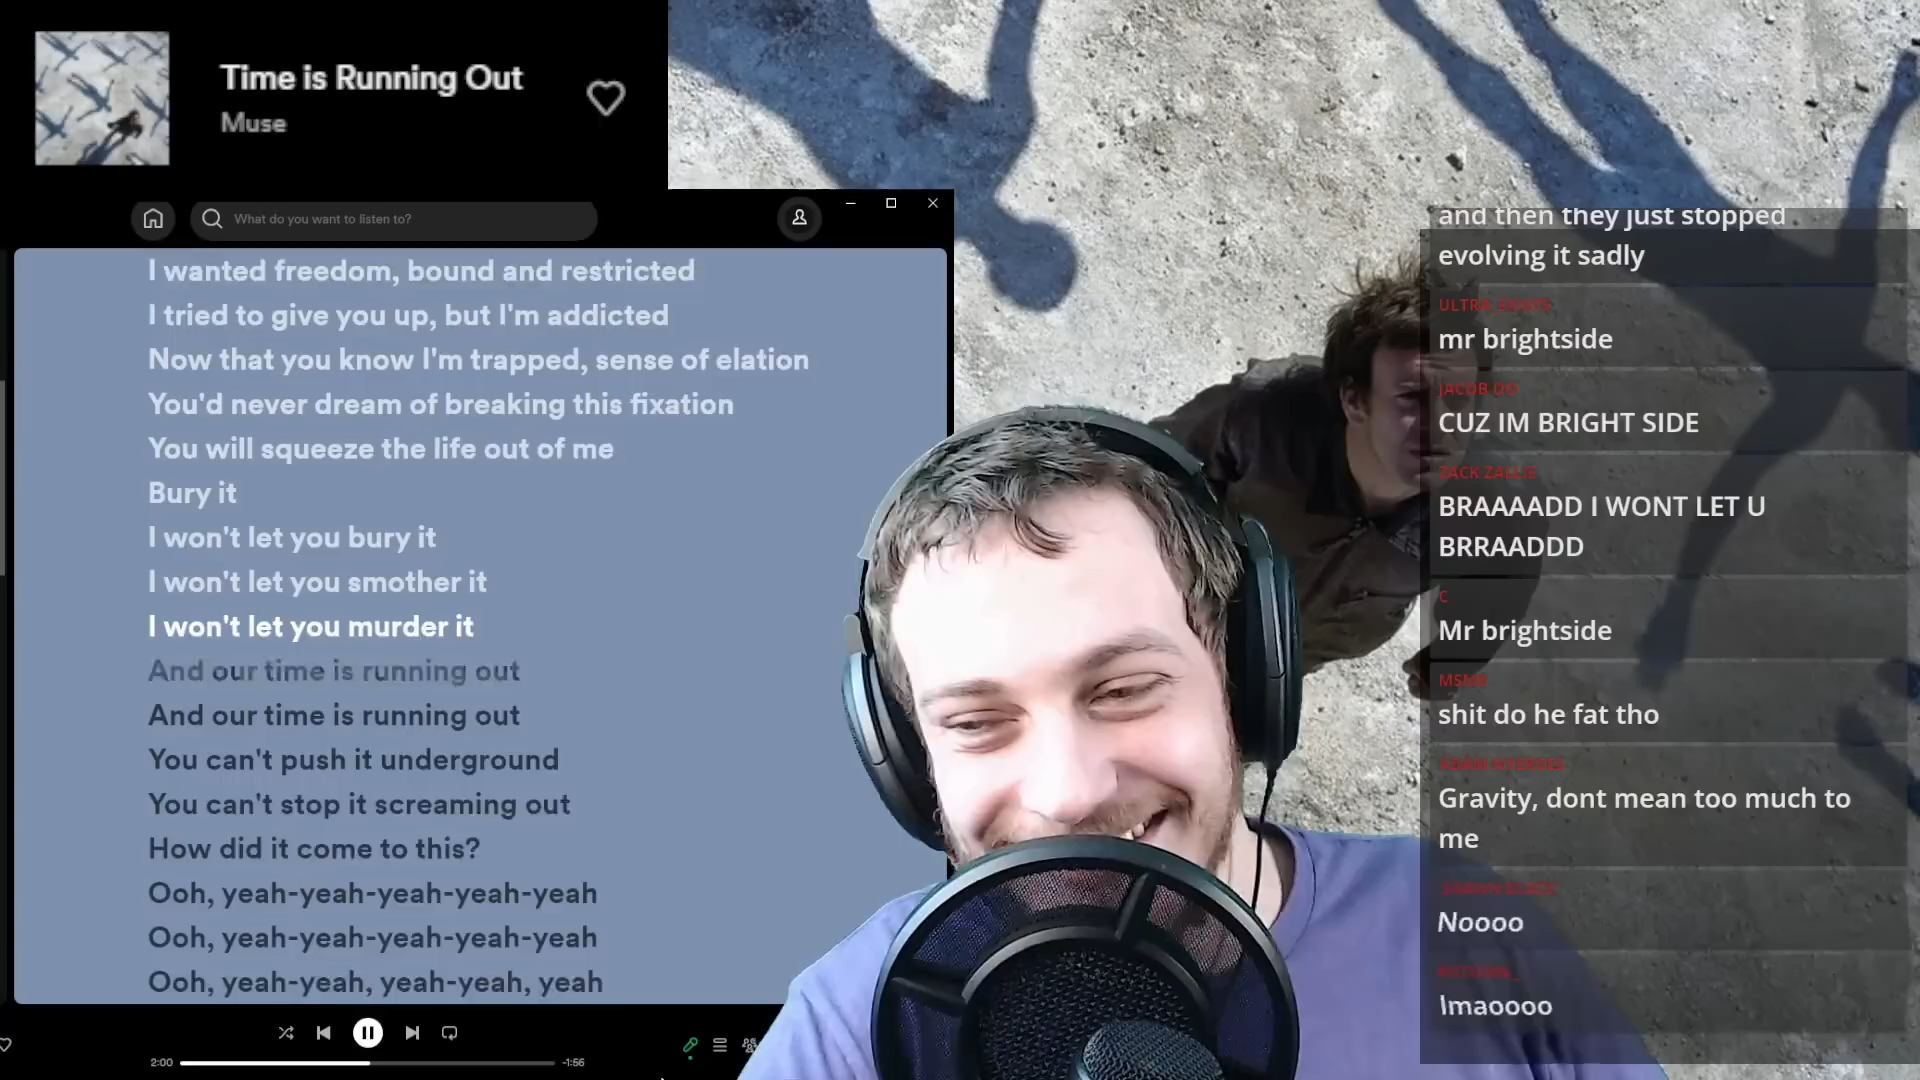 Time is Running Out
Muse
What do you want to listen to?
I wanted freedom, bound and restricted
I tried to give you up, but I'm addicted
Now that you know I'm trapped, sense of elation
You'd never dream of breaking this fixation
You will squeeze the life out of me
Bury it
I won't let you bury it
I won't let you smother it
I won't let you murder it
And our time is running out
And our time is running out
You can't push it underground
You can't stop it screaming out
How did it come to this?
Ooh, yeah-yeah-yeah-yeah-yeah
Ooh, yeah-yeah-yeah-yeah-yeah
Ooh, yeah-yeah, yeah-yeah, yeah
2:00
-1:56
and then they just stopped
evolving it sadly
ULTRA
mr brightside
JACOB DO
CUZ IM BRIGHT SIDE
ZACK ZALLIE
BRAAAADD I WONT LET U
BRRAADDD
C
Mr brightside
shit do he fat tho
Gravity, dont mean too much to
me
Noooo
lmaoooo